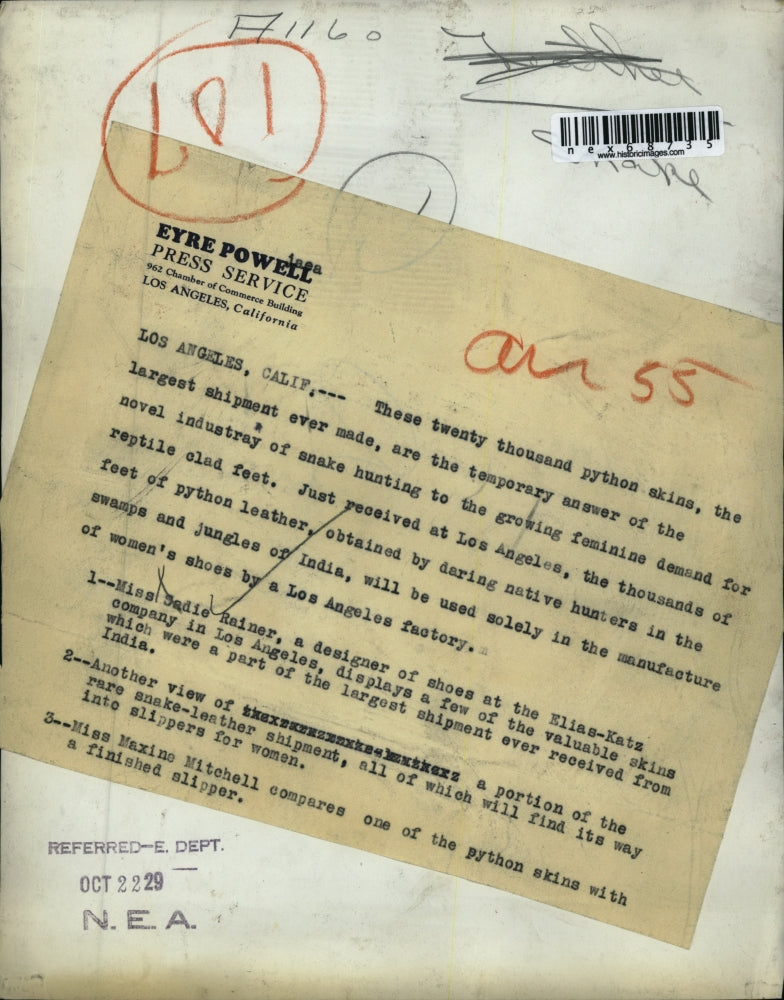 A1160
101
nex68735
www.historicimages.com
EYRE POWELL
PRESS SERVICE
962 Chamber of Commerce Building
LOS ANGELES, California
an 55
LOS ANGELES, CALIF,--- These twenty thousand python skins, the
largest shipment ever made, are the temporary answer of the
novel industray of snake hunting to the growing feminine demand for
reptile clad feet. Just received at Los Angeles, the thousands of
feet of python leather, obtained by daring native hunters in the
swamps and jungles of India, will be used solely in the manufacture
of women's shoes by a Los Angeles factory.
1--Miss Sadie Rainer, a designer of shoes at the Elias-Katz
company in Los Angeles, displays a few of the valuable skins
which were a part of the largest shipment ever received from
India.
2--Another view of a portion of the
rare snake-leather shipment, all of which will find its way
into slippers for women.
3--Miss Maxine Mitchell compares one of the python skins with
a finished slipper.
REFERRED-E. DEPT.
OCT 22 29
N. E. A.